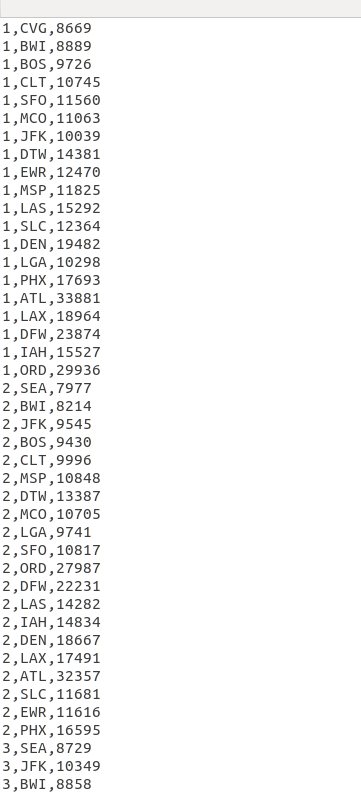 1,CVG,8669
1,BWI,8889
1,BOS,9726
1,CLT,10745
1,SFO,11560
1,MCO,11063
1,JFK,10039
1,DTW,14381
1,EWR,12470
1,MSP,11825
1,LAS,15292
1,SLC,12364
1,DEN,19482
1,LGA,10298
1,PHX,17693
1,ATL,33881
1,LAX,18964
1,DFW,23874
1,IAH,15527
1,ORD,29936
2,SEA,7977
2,BWI,8214
2,JFK,9545
2,BOS,9430
2,CLT,9996
2,MSP,10848
2,DTW,13387
2,MCO,10705
2,LGA,9741
2,SFO,10817
2,ORD,27987
2,DFW,22231
2,LAS,14282
2,IAH,14834
2,DEN,18667
2,LAX,17491
2,ATL,32357
2,SLC,11681
2,EWR,11616
2,PHX,16595
3,SEA,8729
3,JFK,10349
3,BWI,8858